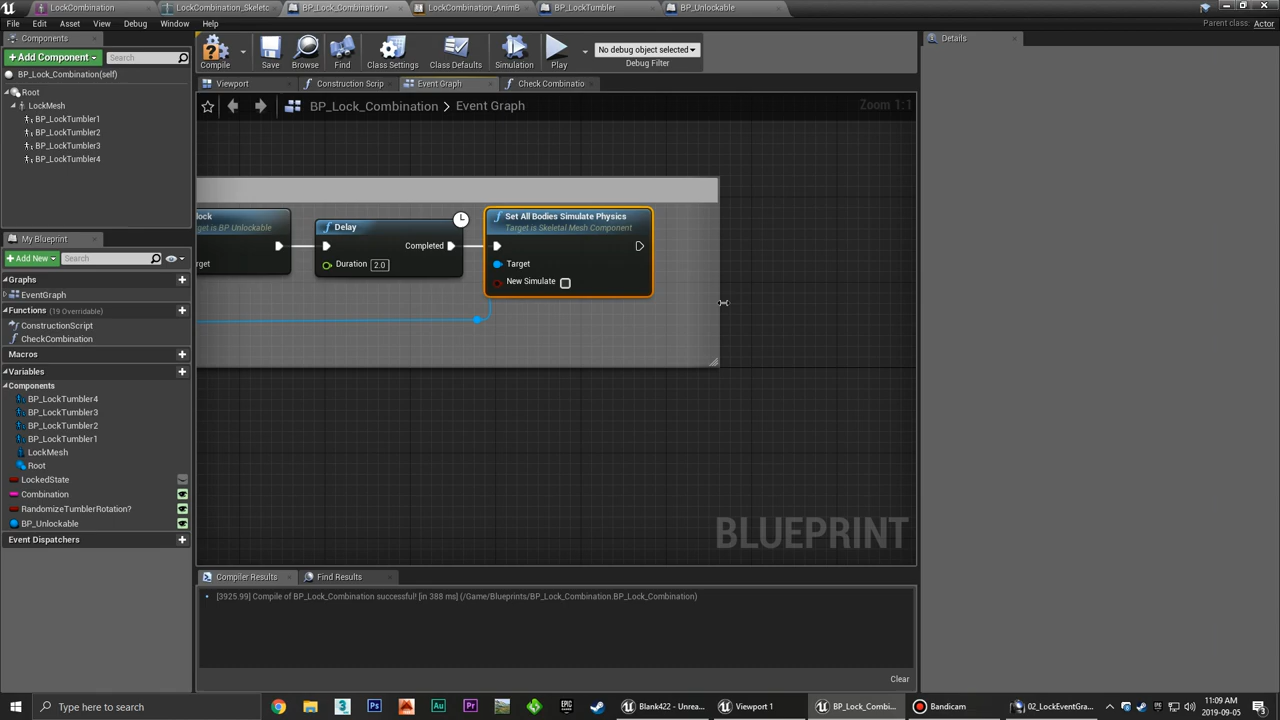 LockCombination
LockCombination_Skeletc
BP_Lock_Combination*
LockCombination_AnimB
BP_LockTumbler
BP_Unlockable
File
Edit
Asset
View
Debug
Window
Help
Parent class: Actor
Components
+ Add Component
Search
BP_Lock_Combination(self)
Root
LockMesh
BP_LockTumbler1
BP_LockTumbler2
BP_LockTumbler3
BP_LockTumbler4
Compile
Save
Browse
Find
Class Settings
Class Defaults
Simulation
Play
No debug object selected
Debug Filter
Details
Viewport
Construction Scrip
Event Graph
Check Combinatio
BP_Lock_Combination > Event Graph
Zoom 1:1
lock
arget is BP Unlockable
rget
Delay
Completed
Duration 2.0
Set All Bodies Simulate Physics
Target is Skeletal Mesh Component
Target
New Simulate
BLUEPRINT
My Blueprint
+ Add New
Search
Graphs
EventGraph
Functions (19 Overridable)
ConstructionScript
CheckCombination
Macros
Variables
Components
BP_LockTumbler4
BP_LockTumbler3
BP_LockTumbler2
BP_LockTumbler1
LockMesh
Root
LockedState
Combination
RandomizeTumblerRotation?
BP_Unlockable
Event Dispatchers
Compiler Results
Find Results
[3925.99] Compile of BP_Lock_Combination successful! [in 388 ms] (/Game/Blueprints/BP_Lock_Combination.BP_Lock_Combination)
Clear
Type here to search
Blank422 - Unrea...
Viewport 1
BP_Lock_Combi...
Bandicam
02_LockEventGra...
11:09 AM
2019-09-05